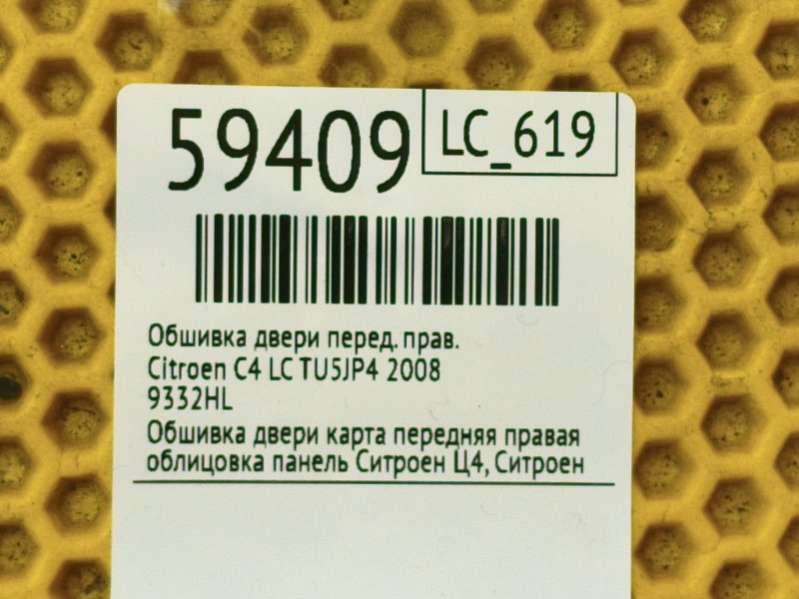 59409
LC_619
Обшивка двери перед. прав.
Citroen C4 LC TU5JP4 2008
9332HL
Обшивка двери карта передняя правая
облицовка панель Ситроен Ц4, Ситроен